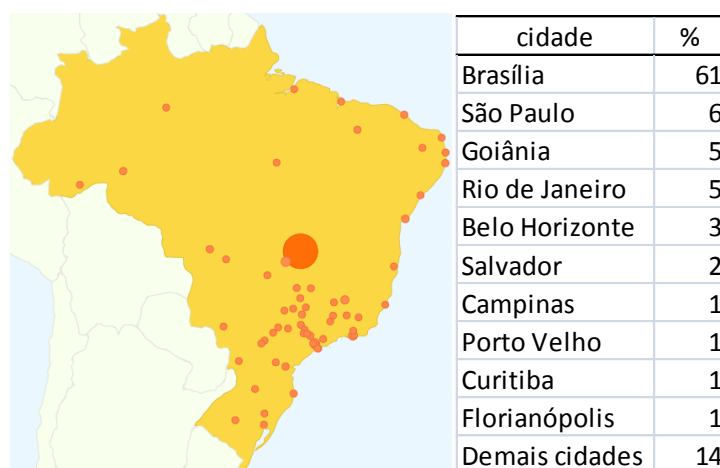 cidade %
Brasília 61
São Paulo 6
Goiânia 5
Rio de Janeiro 5
Belo Horizonte 3
Salvador 2
Campinas 1
Porto Velho 1
Curitiba 1
Florianópolis 1
Demais cidades 14